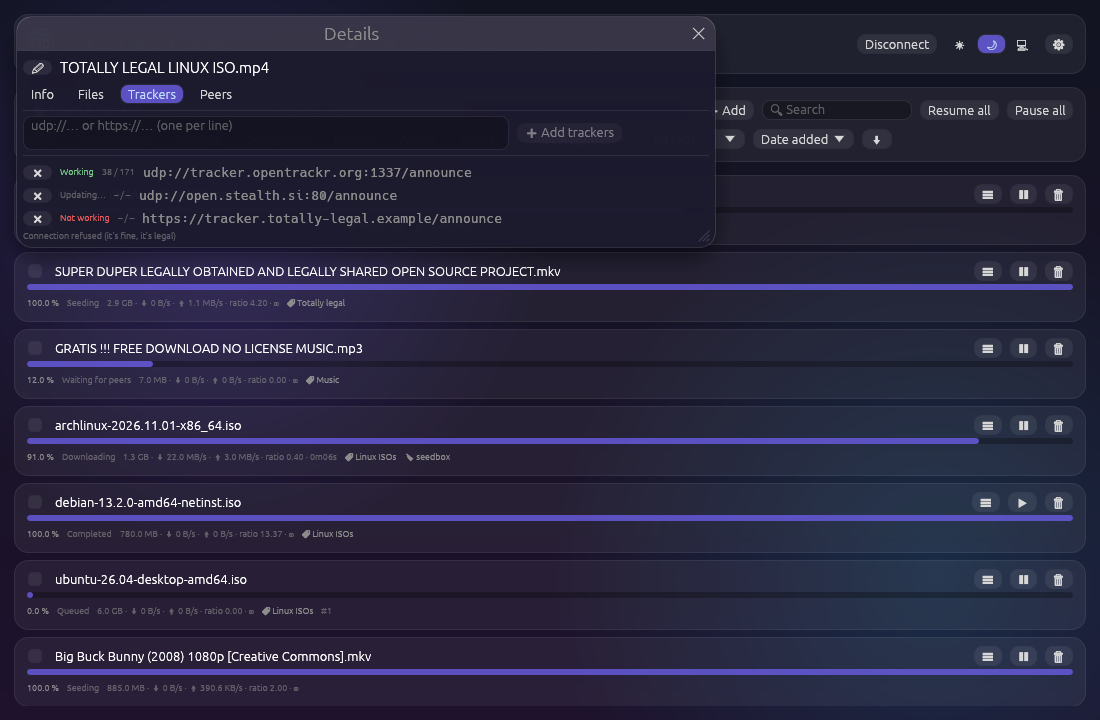 Details
TOTALLY LEGAL LINUX ISO.mp4
Info Files Trackers Peers
udp://... or https://... (one per line)
Add trackers
Working 38 / 171 udp://tracker.opentrackr.org:1337/announce
Updating... −/− udp://open.stealth.si:80/announce
Not working −/− https://tracker.totally-legal.example/announce
Connection refused (it's fine, it's legal)
Disconnect
Add Search Resume all Pause all
Date added
SUPER DUPER LEGALLY OBTAINED AND LEGALLY SHARED OPEN SOURCE PROJECT.mkv
100.0 % Seeding 2.9 GB · 0 B/s · 1.1 MB/s · ratio 4.20 · ∞ Totally legal
GRATIS !!! FREE DOWNLOAD NO LICENSE MUSIC.mp3
12.0 % Waiting for peers 7.0 MB · 0 B/s · 0 B/s · ratio 0.00 · ∞ Music
archlinux-2026.11.01-x86_64.iso
91.0 % Downloading 1.3 GB · 22.0 MB/s · 3.0 MB/s · ratio 0.40 · 0m06s Linux ISOs seedbox
debian-13.2.0-amd64-netinst.iso
100.0 % Completed 780.0 MB · 0 B/s · 0 B/s · ratio 13.37 · ∞ Linux ISOs
ubuntu-26.04-desktop-amd64.iso
0.0 % Queued 6.0 GB · 0 B/s · 0 B/s · ratio 0.00 · ∞ Linux ISOs #1
Big Buck Bunny (2008) 1080p [Creative Commons].mkv
100.0 % Seeding 885.0 MB · 0 B/s · 390.6 KB/s · ratio 2.00 · ∞